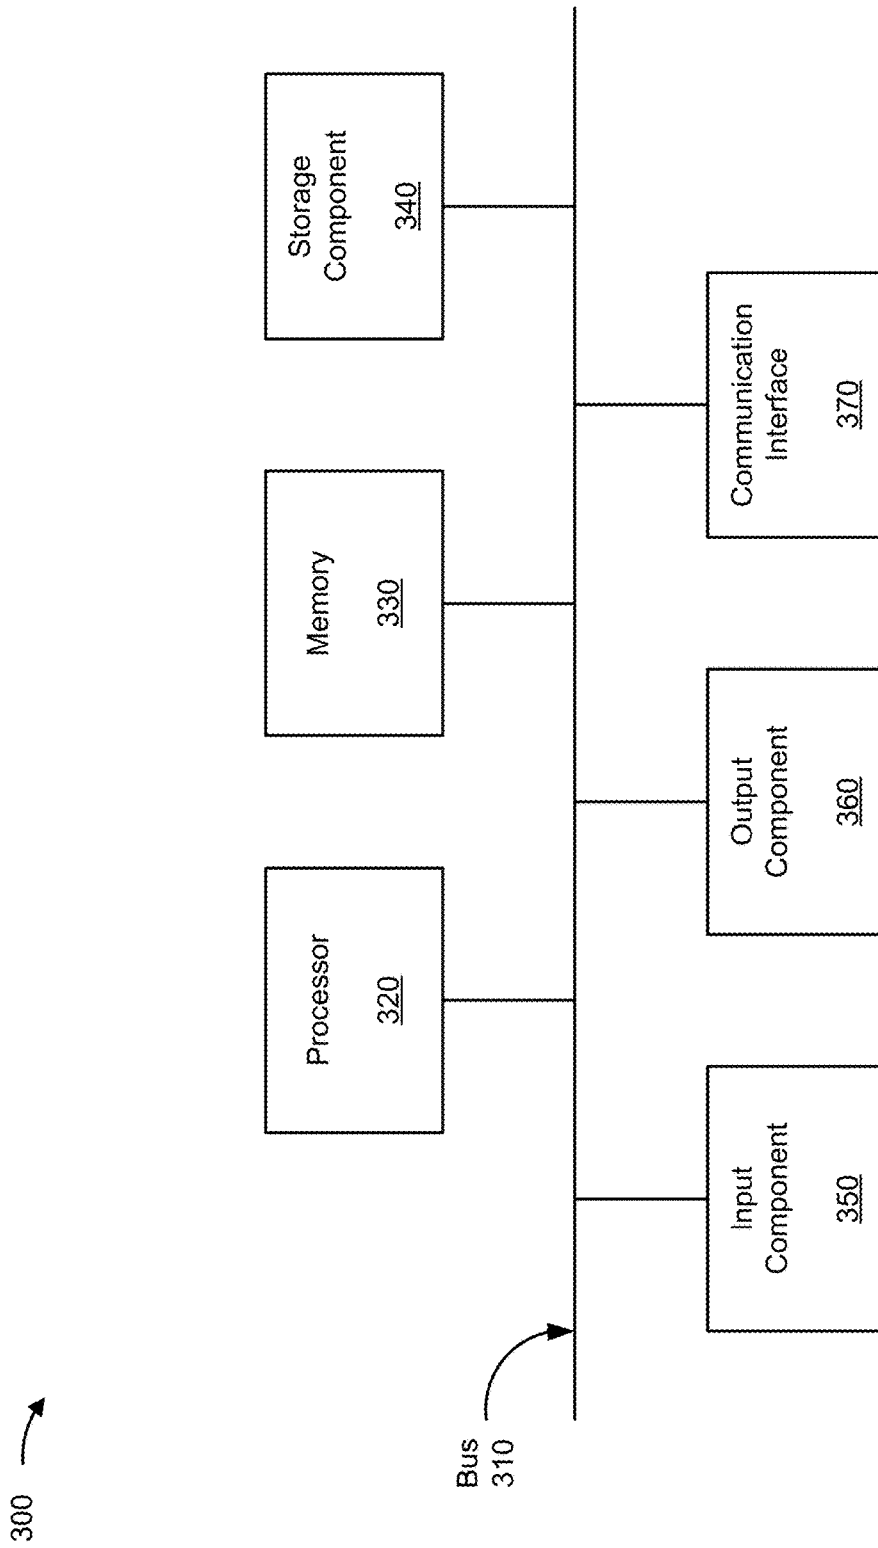 300
Processor
320
Memory
330
Storage
Component
340
Bus
310
Input
Component
350
Output
Component
360
Communication
Interface
370